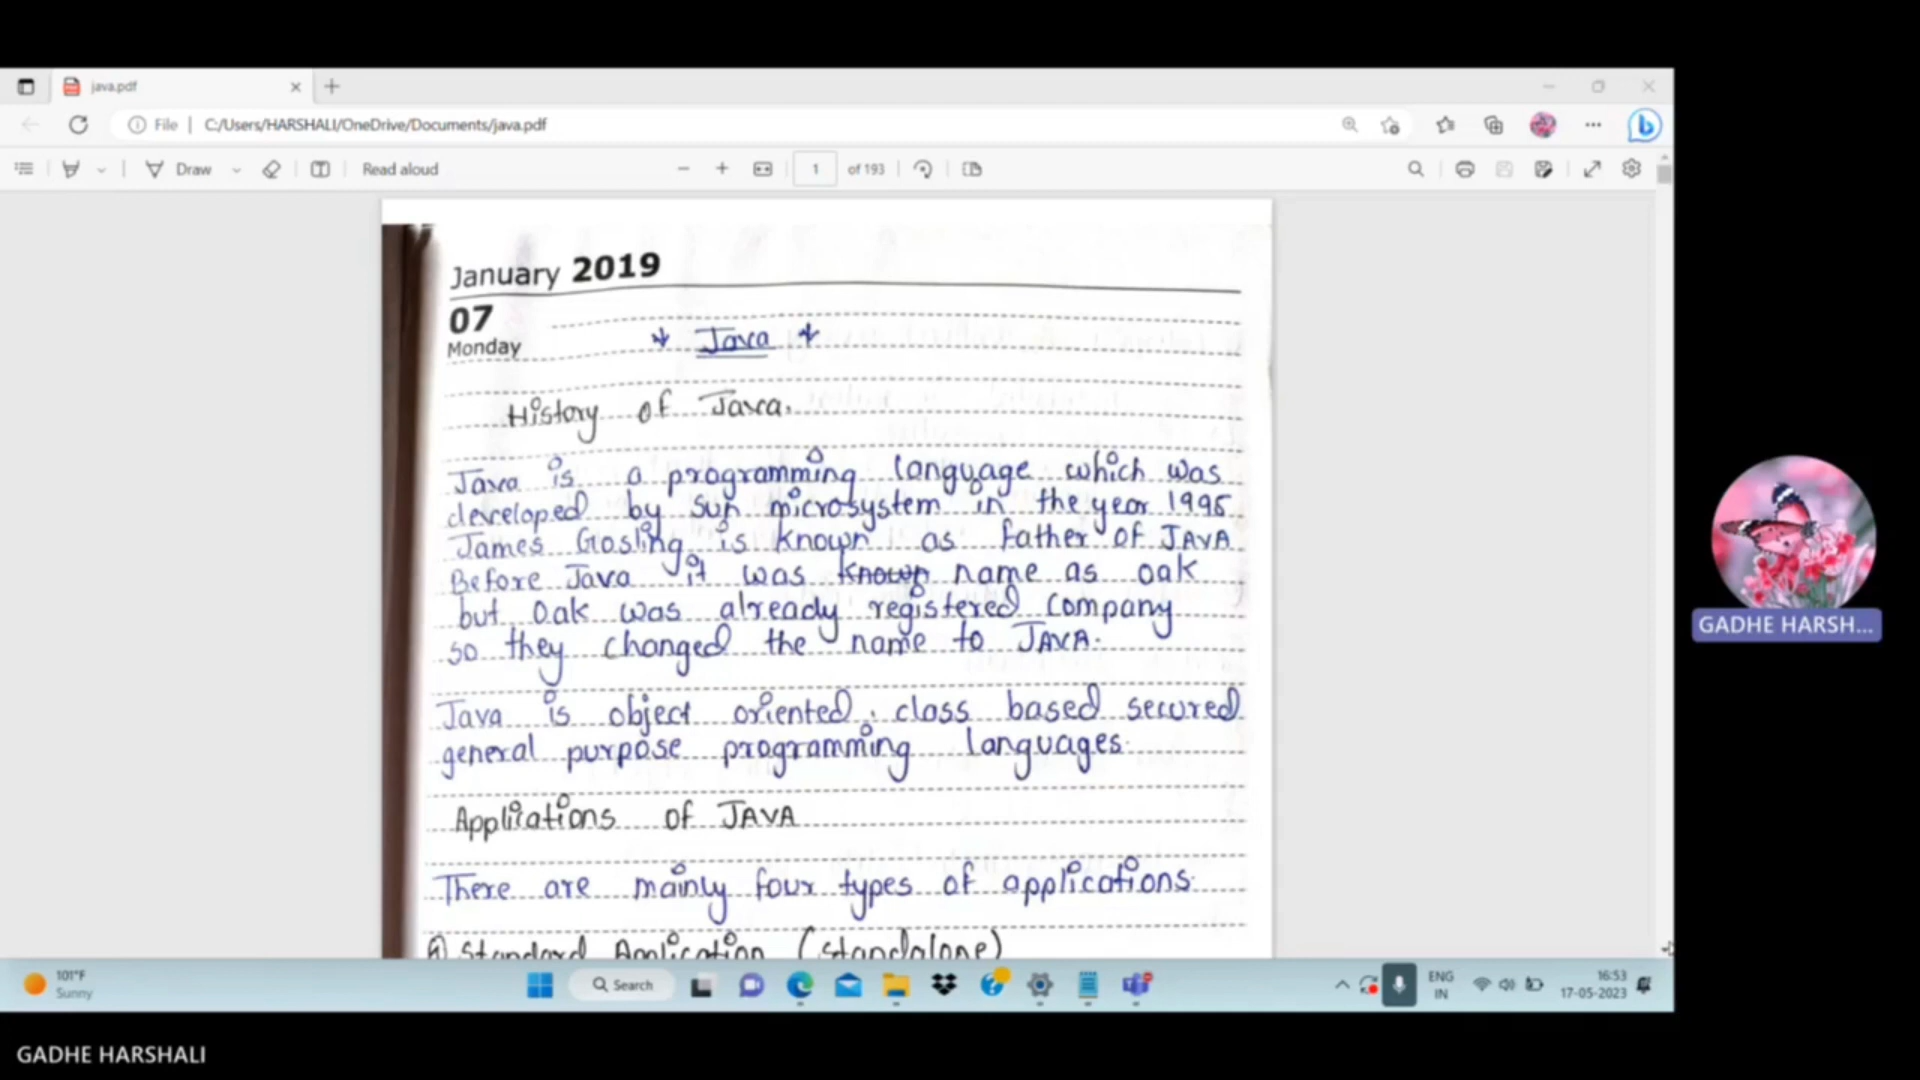 java.pdf
File | C:/Users/HARSHALI/OneDrive/Documents/java.pdf
Draw Read aloud 1 of 193
January 2019
07
Monday
* Java *
History of Java.
Java is a programming language which was
developed by sun microsystem in the year 1995
James Gosling is known as Father of JAVA
Before Java it was known name as oak
but oak was already registered company
so they changed the name to JAVA.
Java is object oriented, class based secured
general purpose programming languages.
Applications of JAVA
There are mainly four types of applications.
Standard Application (standalone)
GADHE HARSH...
101°F
Sunny
Search
ENG
IN
16:53
17-05-2023
GADHE HARSHALI